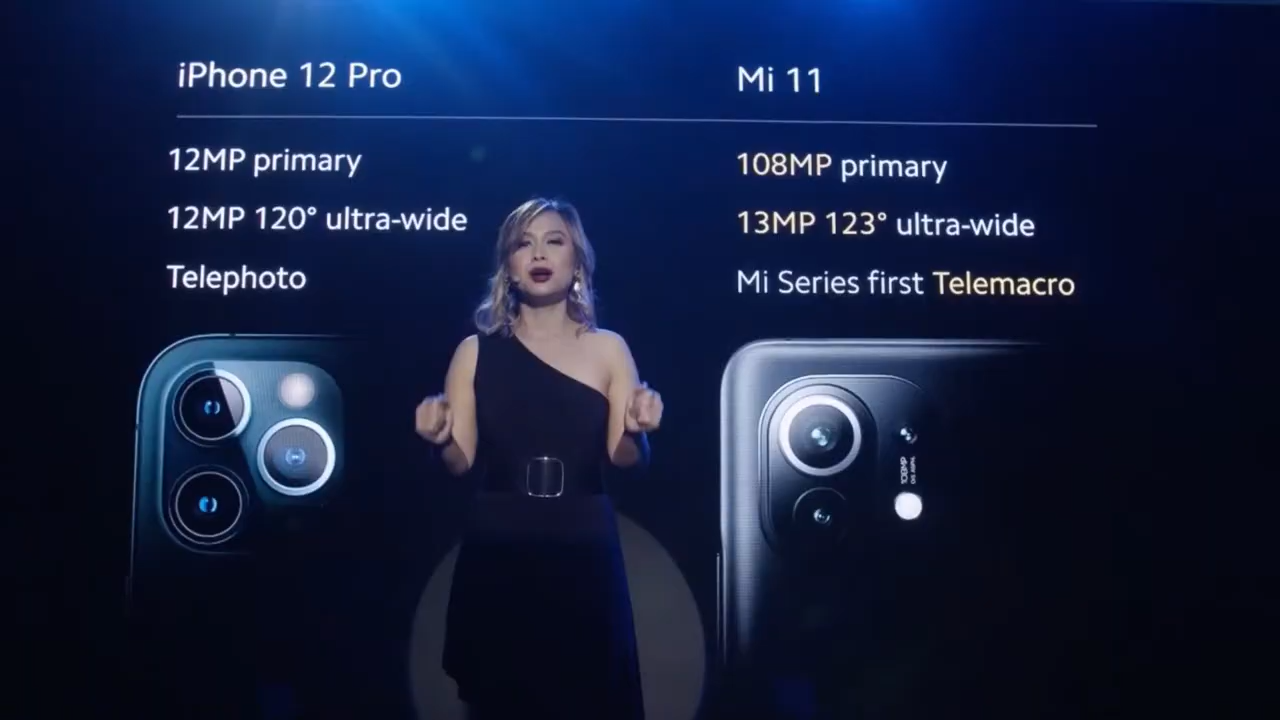 iPhone 12 Pro
Mi 11
12MP primary
108MP primary
12MP 120° ultra-wide
13MP 123° ultra-wide
Telephoto
Mi Series first Telemacro
108MP